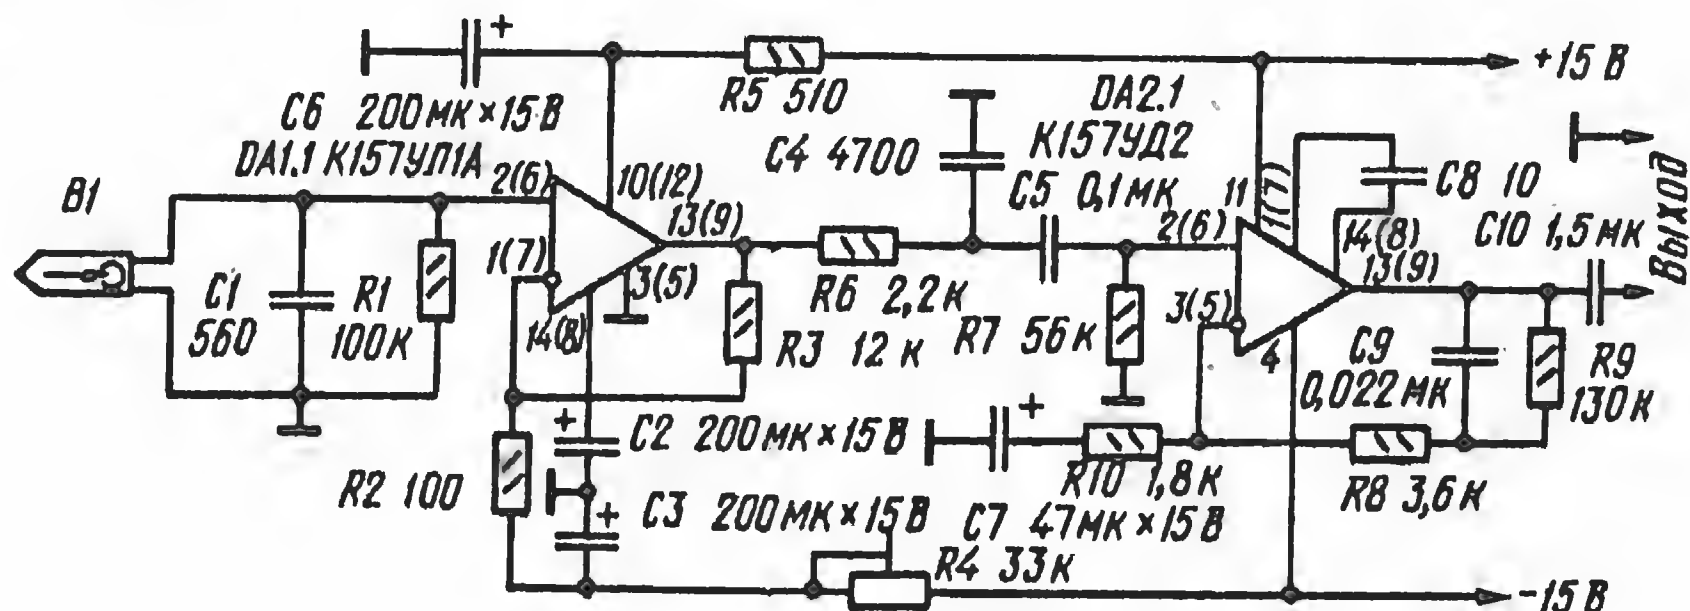 C6 200мк×15В
R5 510
+15 В
DA1.1 К157УЛ1А
2(6)
10(12)
13(9)
C4 4700
DA2.1
К157УД2
C5 0,1мк
2(6)
11
1(7)
C8 10
14(8)
13(9)
C10 1,5мк
Выход
В1
C1
560
R1
100к
1(7)
3(5)
14(8)
R6 2,2к
R3 12к
R7 56к
3(5)
4
C9
0,022мк
R9
130к
R2 100
C2 200мк×15В
C3 200мк×15В
R10 1,8к
C7 47мк×15В
R8 3,6к
R4 33к
-15 В